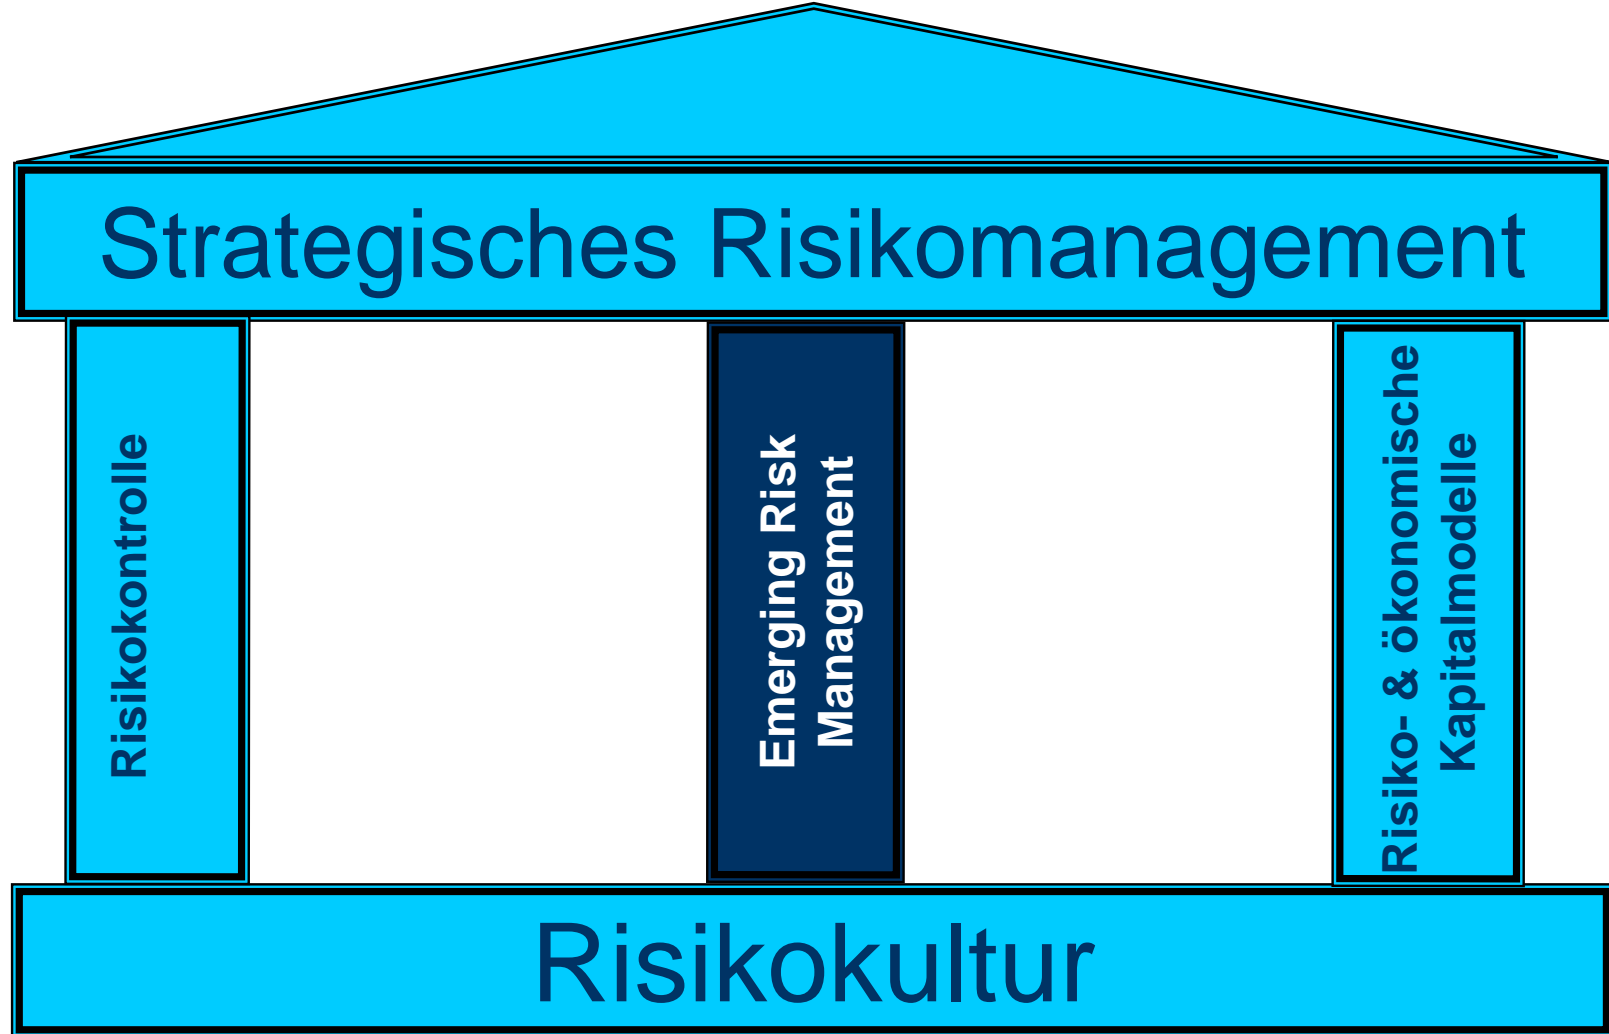 Strategisches Risikomanagement
Risikokontrolle
Emerging Risk
Management
Risiko- & ökonomische
Kapitalmodelle
Risikokultur